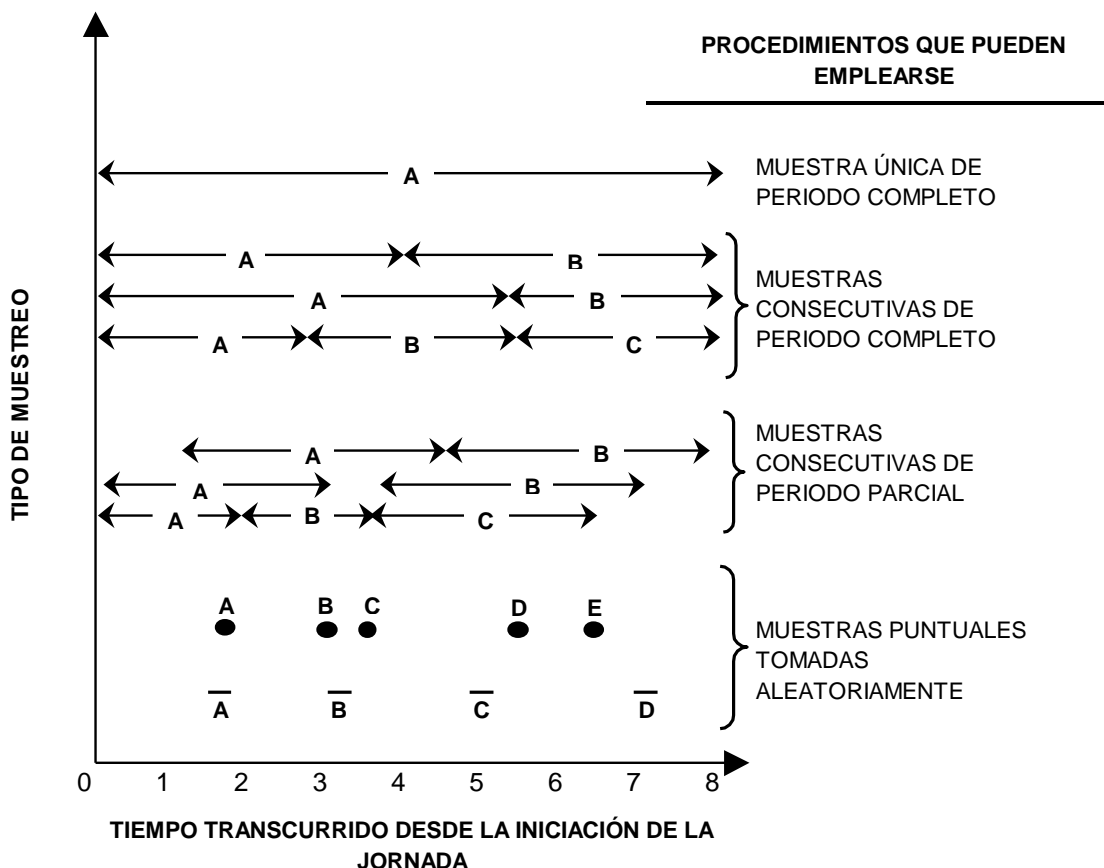 PROCEDIMIENTOS QUE PUEDEN
EMPLEARSE
A
MUESTRA ÚNICA DE
PERIODO COMPLETO
A B
A B
A B C
MUESTRAS
CONSECUTIVAS DE
PERIODO COMPLETO
A B
A B
A B C
MUESTRAS
CONSECUTIVAS DE
PERIODO PARCIAL
A B C D E
A B C D
MUESTRAS PUNTUALES
TOMADAS
ALEATORIAMENTE
TIPO DE MUESTREO
0 1 2 3 4 5 6 7 8
TIEMPO TRANSCURRIDO DESDE LA INICIACIÓN DE LA
JORNADA